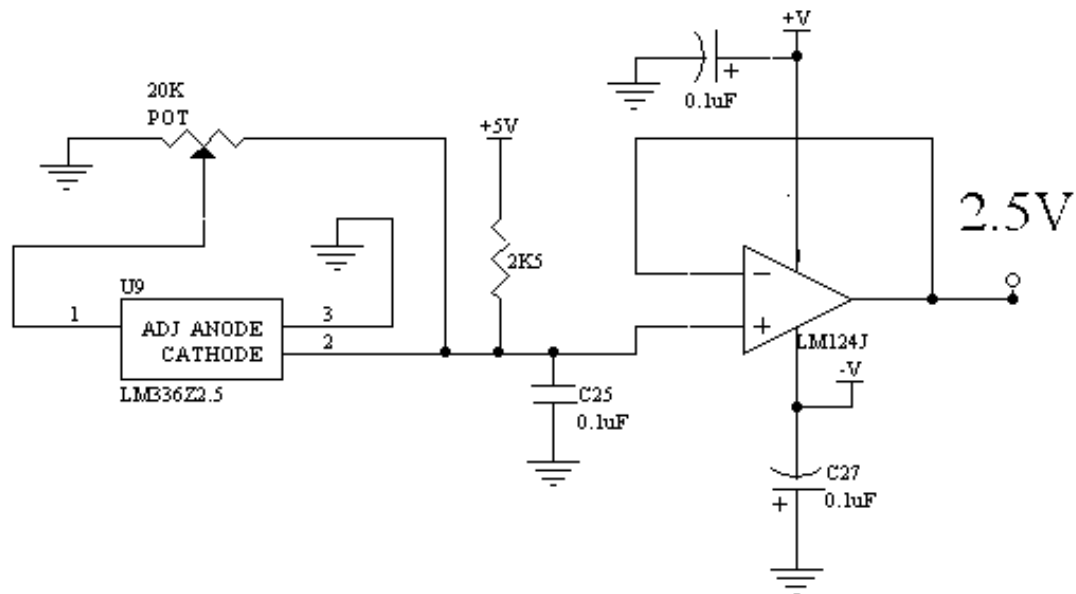 +V
+
0.1uF
20K
POT
+5V
2.5V
2K5
U9
1
ADJ ANODE
3
CATHODE
2
LM336Z2.5
−
+
LM124J
-V
C25
0.1uF
C27
+
0.1uF